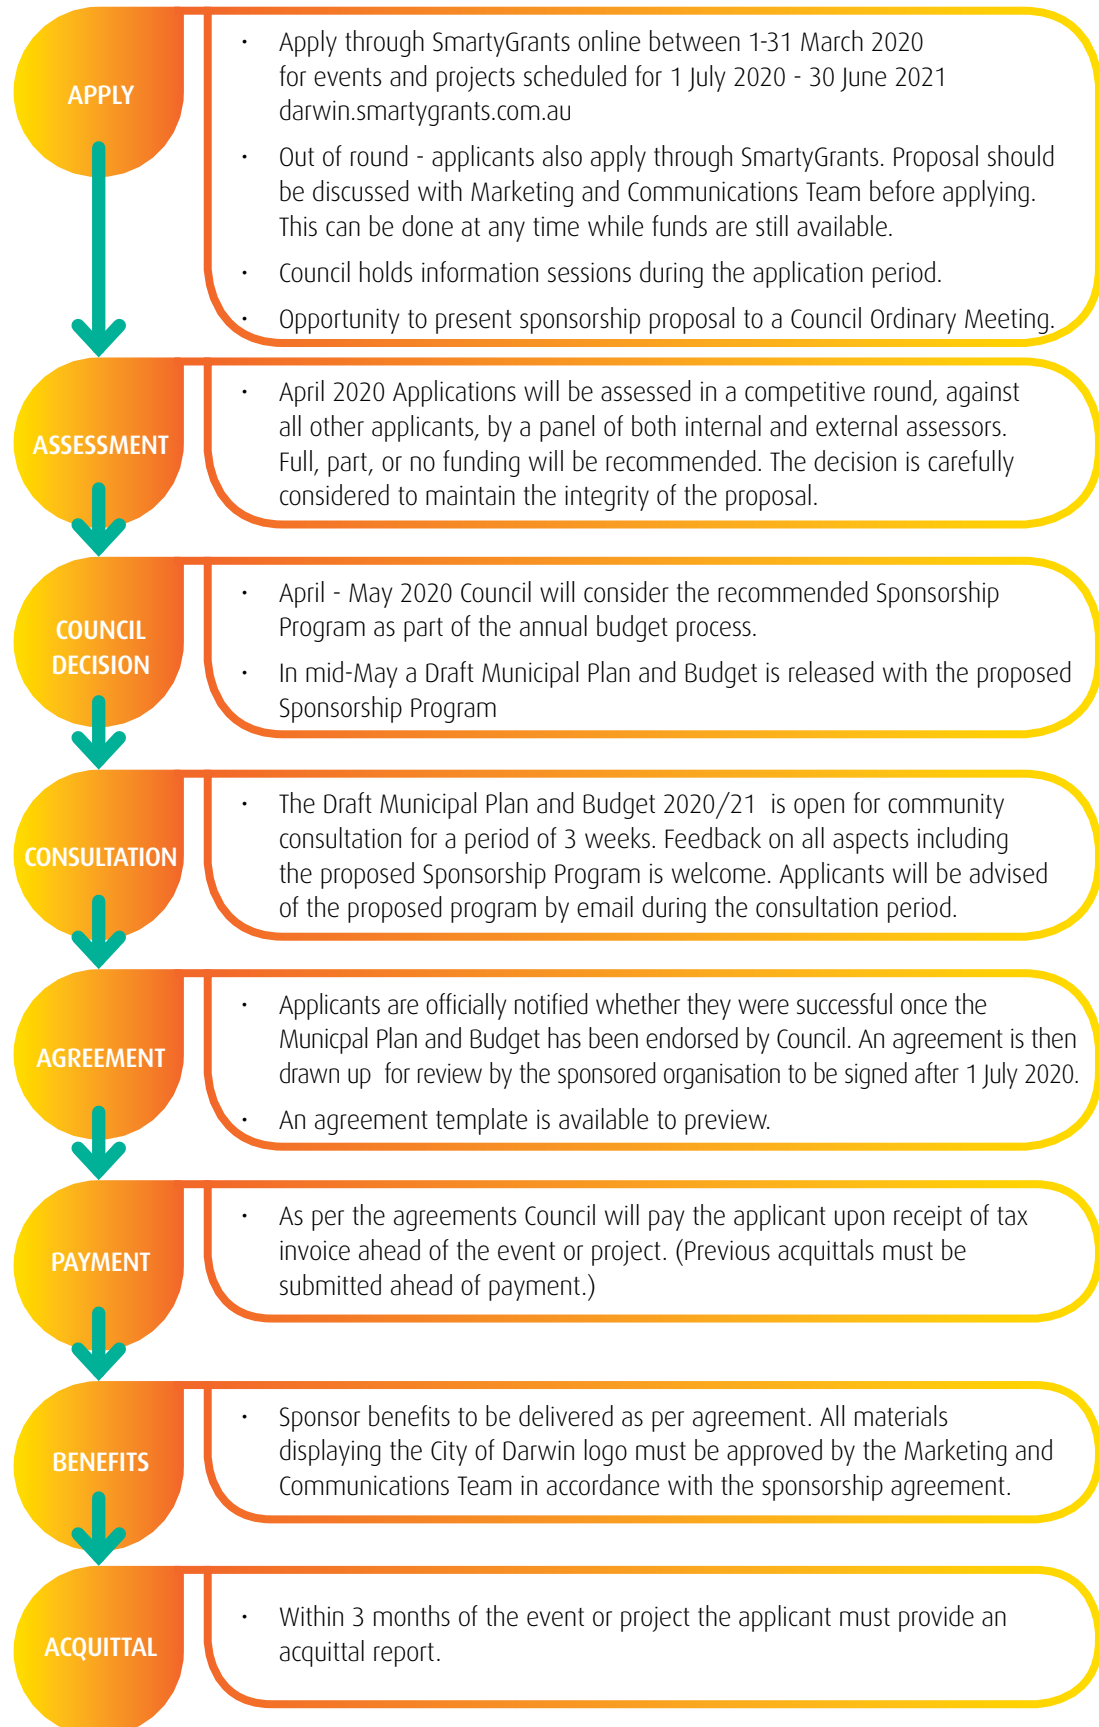 APPLY
· Apply through SmartyGrants online between 1-31 March 2020
for events and projects scheduled for 1 July 2020 - 30 June 2021
darwin.smartygrants.com.au
· Out of round - applicants also apply through SmartyGrants. Proposal should
be discussed with Marketing and Communications Team before applying.
This can be done at any time while funds are still available.
· Council holds information sessions during the application period.
· Opportunity to present sponsorship proposal to a Council Ordinary Meeting.
ASSESSMENT
· April 2020 Applications will be assessed in a competitive round, against
all other applicants, by a panel of both internal and external assessors.
Full, part, or no funding will be recommended. The decision is carefully
considered to maintain the integrity of the proposal.
COUNCIL
DECISION
· April - May 2020 Council will consider the recommended Sponsorship
Program as part of the annual budget process.
· In mid-May a Draft Municipal Plan and Budget is released with the proposed
Sponsorship Program
CONSULTATION
· The Draft Municipal Plan and Budget 2020/21 is open for community
consultation for a period of 3 weeks. Feedback on all aspects including
the proposed Sponsorship Program is welcome. Applicants will be advised
of the proposed program by email during the consultation period.
AGREEMENT
· Applicants are officially notified whether they were successful once the
Municpal Plan and Budget has been endorsed by Council. An agreement is then
drawn up for review by the sponsored organisation to be signed after 1 July 2020.
· An agreement template is available to preview.
PAYMENT
· As per the agreements Council will pay the applicant upon receipt of tax
invoice ahead of the event or project. (Previous acquittals must be
submitted ahead of payment.)
BENEFITS
· Sponsor benefits to be delivered as per agreement. All materials
displaying the City of Darwin logo must be approved by the Marketing and
Communications Team in accordance with the sponsorship agreement.
ACQUITTAL
· Within 3 months of the event or project the applicant must provide an
acquittal report.